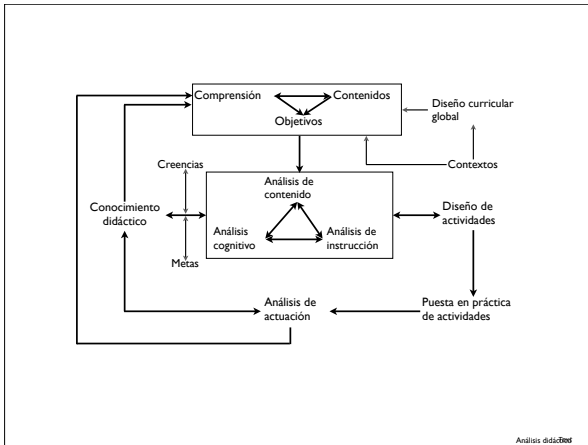 Comprensión
Contenidos
Objetivos
Diseño curricular
global
Creencias
Contextos
Análisis de
contenido
Conocimiento
didáctico
Análisis
cognitivo
Análisis de
instrucción
Diseño de
actividades
Metas
Análisis de
actuación
Puesta en práctica
de actividades
Análisis